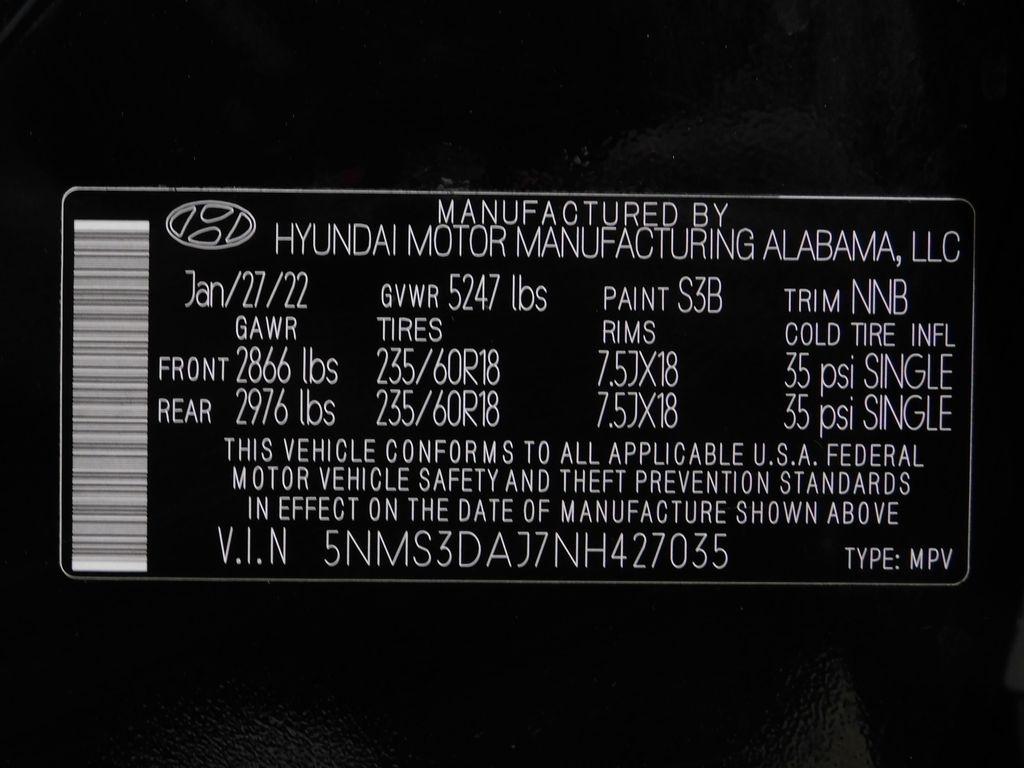 MANUFACTURED BY
HYUNDAI MOTOR MANUFACTURING ALABAMA, LLC
Jan/27/22 GVWR 5247 lbs PAINT S3B TRIM NNB
GAWR TIRES RIMS COLD TIRE INFL
FRONT 2866 lbs 235/60R18 7.5JX18 35 psi SINGLE
REAR 2976 lbs 235/60R18 7.5JX18 35 psi SINGLE
THIS VEHICLE CONFORMS TO ALL APPLICABLE U.S.A. FEDERAL
MOTOR VEHICLE SAFETY AND THEFT PREVENTION STANDARDS
IN EFFECT ON THE DATE OF MANUFACTURE SHOWN ABOVE
V.I.N 5NMS3DAJ7NH427035 TYPE: MPV